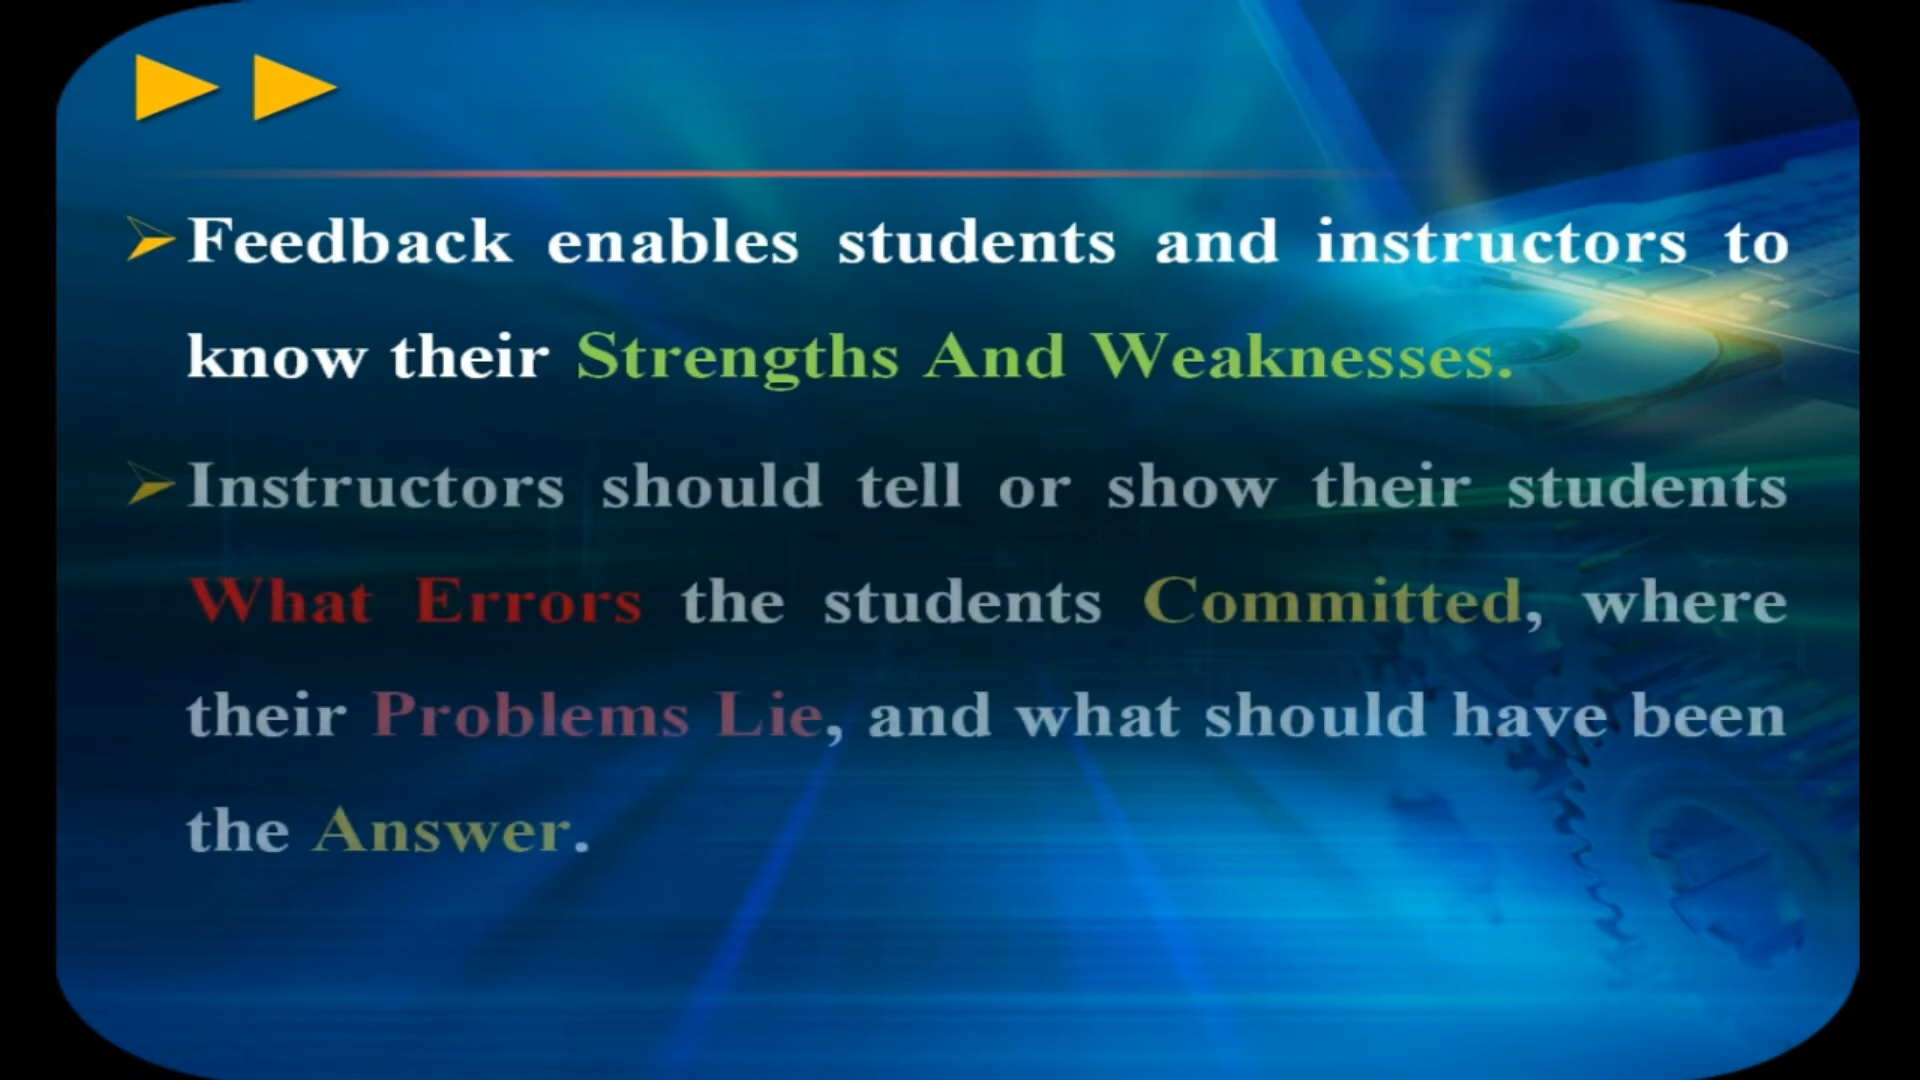 Feedback enables students and instructors to
know their Strengths And Weaknesses.
Instructors should tell or show their students
What Errors the students Committed, where
their Problems Lie, and what should have been
the Answer.